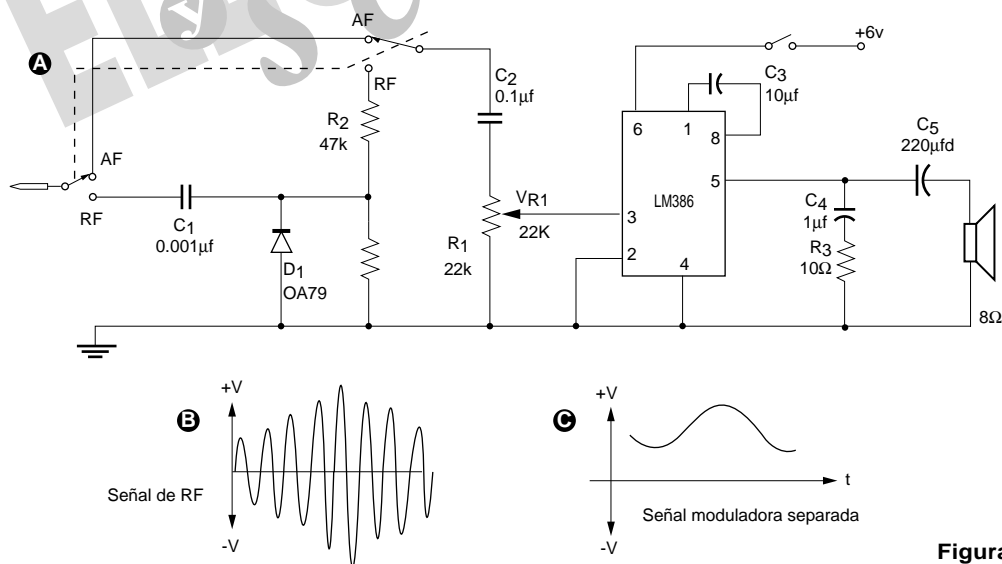 y
AF
+6v
A
C2
0.1µf
C3
10µf
RF
R2
47k
6
1
8
C5
220µfd
AF
5
LM386
RF
C1
0.001µf
VR1
22K
3
C4
1µf
R1
22k
2
R3
10Ω
D1
OA79
4
8Ω
B
+V
Señal de RF
-V
C
+V
t
Señal moduladora separada
-V
Figura